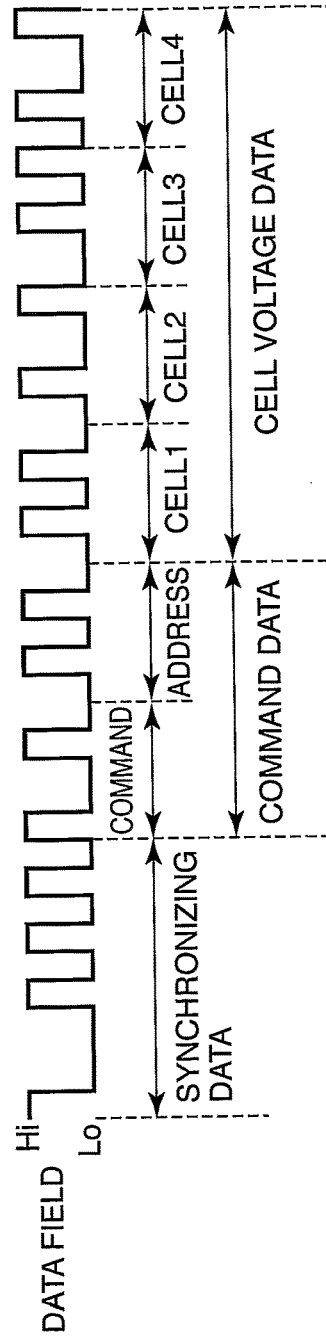 DATA FIELD
Hi
Lo
SYNCHRONIZING
DATA
COMMAND
ADDRESS
CELL1
CELL2
CELL3
CELL4
COMMAND DATA
CELL VOLTAGE DATA